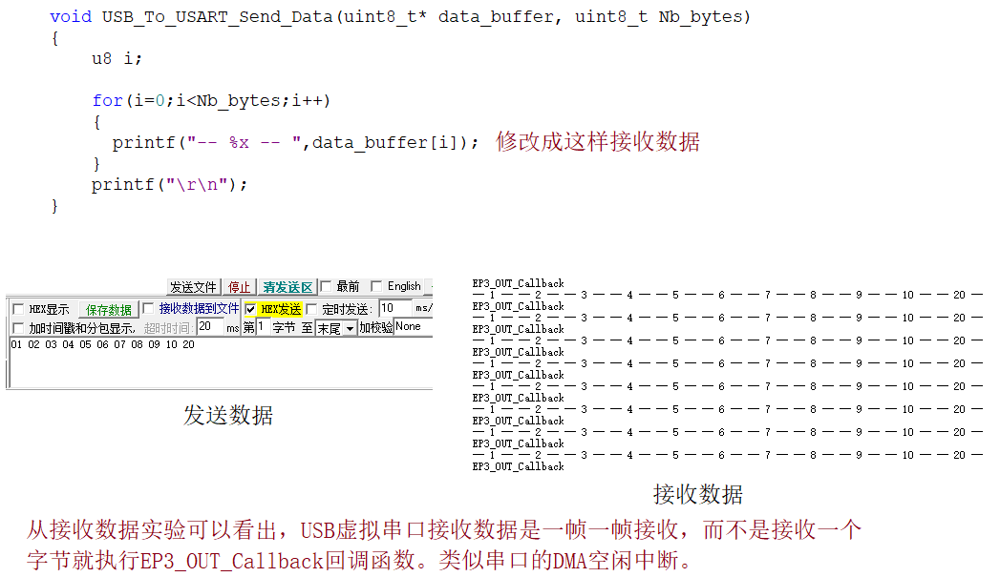 void USB_To_USART_Send_Data(uint8_t* data_buffer, uint8_t Nb_bytes)
{
u8 i;
for(i=0;i<Nb_bytes;i++)
{
printf("-- %x -- ",data_buffer[i]); 修改成这样接收数据
}
printf("\r\n");
}
发送文件 停止 清发送区 最前 English
HEX显示 保存数据 接收数据到文件 HEX发送 定时发送: 10 ms/
加时间戳和分包显示, 超时时间: 20 ms 第 1 字节 至 末尾 加校验 None
01 02 03 04 05 06 07 08 09 10 20
发送数据
EP3_OUT_Callback
-- 1 -- -- 2 -- -- 3 -- -- 4 -- -- 5 -- -- 6 -- -- 7 -- -- 8 -- -- 9 -- -- 10 -- -- 20 --
EP3_OUT_Callback
-- 1 -- -- 2 -- -- 3 -- -- 4 -- -- 5 -- -- 6 -- -- 7 -- -- 8 -- -- 9 -- -- 10 -- -- 20 --
EP3_OUT_Callback
-- 1 -- -- 2 -- -- 3 -- -- 4 -- -- 5 -- -- 6 -- -- 7 -- -- 8 -- -- 9 -- -- 10 -- -- 20 --
EP3_OUT_Callback
-- 1 -- -- 2 -- -- 3 -- -- 4 -- -- 5 -- -- 6 -- -- 7 -- -- 8 -- -- 9 -- -- 10 -- -- 20 --
EP3_OUT_Callback
-- 1 -- -- 2 -- -- 3 -- -- 4 -- -- 5 -- -- 6 -- -- 7 -- -- 8 -- -- 9 -- -- 10 -- -- 20 --
EP3_OUT_Callback
-- 1 -- -- 2 -- -- 3 -- -- 4 -- -- 5 -- -- 6 -- -- 7 -- -- 8 -- -- 9 -- -- 10 -- -- 20 --
EP3_OUT_Callback
-- 1 -- -- 2 -- -- 3 -- -- 4 -- -- 5 -- -- 6 -- -- 7 -- -- 8 -- -- 9 -- -- 10 -- -- 20 --
EP3_OUT_Callback
-- 1 -- -- 2 -- -- 3 -- -- 4 -- -- 5 -- -- 6 -- -- 7 -- -- 8 -- -- 9 -- -- 10 -- -- 20 --
EP3_OUT_Callback
接收数据
从接收数据实验可以看出，USB虚拟串口接收数据是一帧一帧接收，而不是接收一个
字节就执行EP3_OUT_Callback回调函数。类似串口的DMA空闲中断。